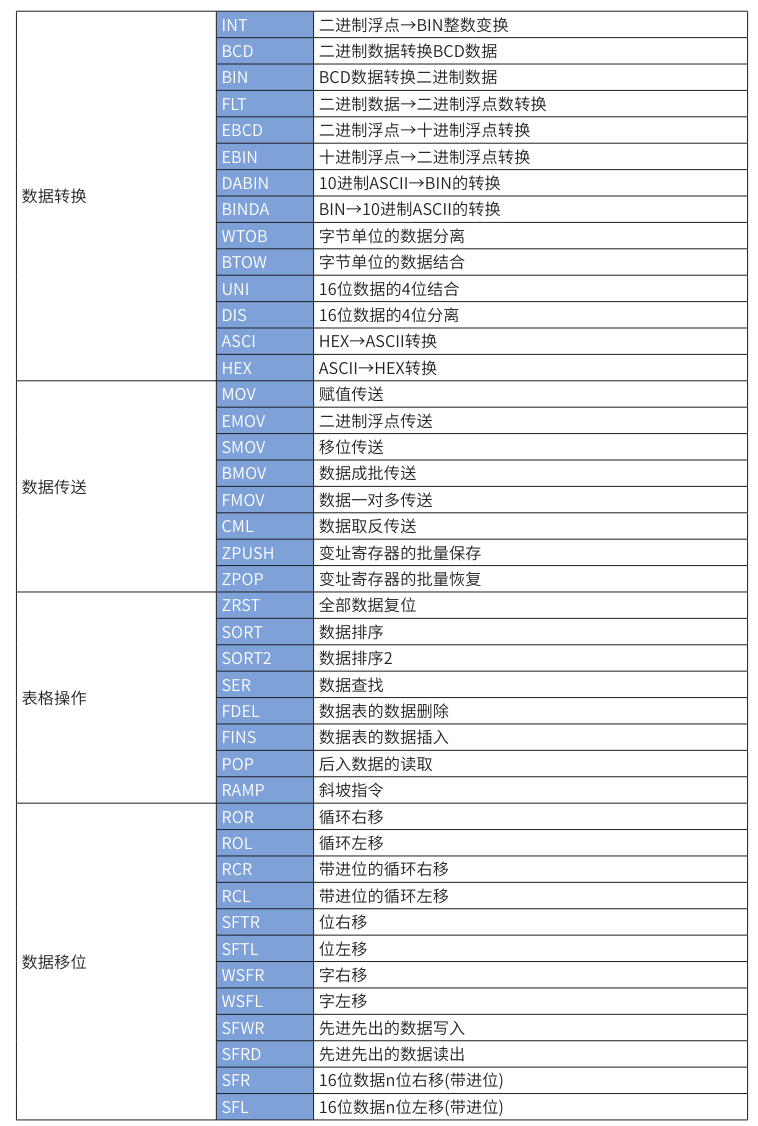 数据转换
INT 二进制浮点→BIN整数变换
BCD 二进制数据转换BCD数据
BIN BCD数据转换二进制数据
FLT 二进制数据→二进制浮点数转换
EBCD 二进制浮点→十进制浮点转换
EBIN 十进制浮点→二进制浮点转换
DABIN 10进制ASCII→BIN的转换
BINDA BIN→10进制ASCII的转换
WTOB 字节单位的数据分离
BTOW 字节单位的数据结合
UNI 16位数据的4位结合
DIS 16位数据的4位分离
ASCI HEX→ASCII转换
HEX ASCII→HEX转换
数据传送
MOV 赋值传送
EMOV 二进制浮点传送
SMOV 移位传送
BMOV 数据成批传送
FMOV 数据一对多传送
CML 数据取反传送
ZPUSH 变址寄存器的批量保存
ZPOP 变址寄存器的批量恢复
表格操作
ZRST 全部数据复位
SORT 数据排序
SORT2 数据排序2
SER 数据查找
FDEL 数据表的数据删除
FINS 数据表的数据插入
POP 后入数据的读取
RAMP 斜坡指令
数据移位
ROR 循环右移
ROL 循环左移
RCR 带进位的循环右移
RCL 带进位的循环左移
SFTR 位右移
SFTL 位左移
WSFR 字右移
WSFL 字左移
SFWR 先进先出的数据写入
SFRD 先进先出的数据读出
SFR 16位数据n位右移(带进位)
SFL 16位数据n位左移(带进位)